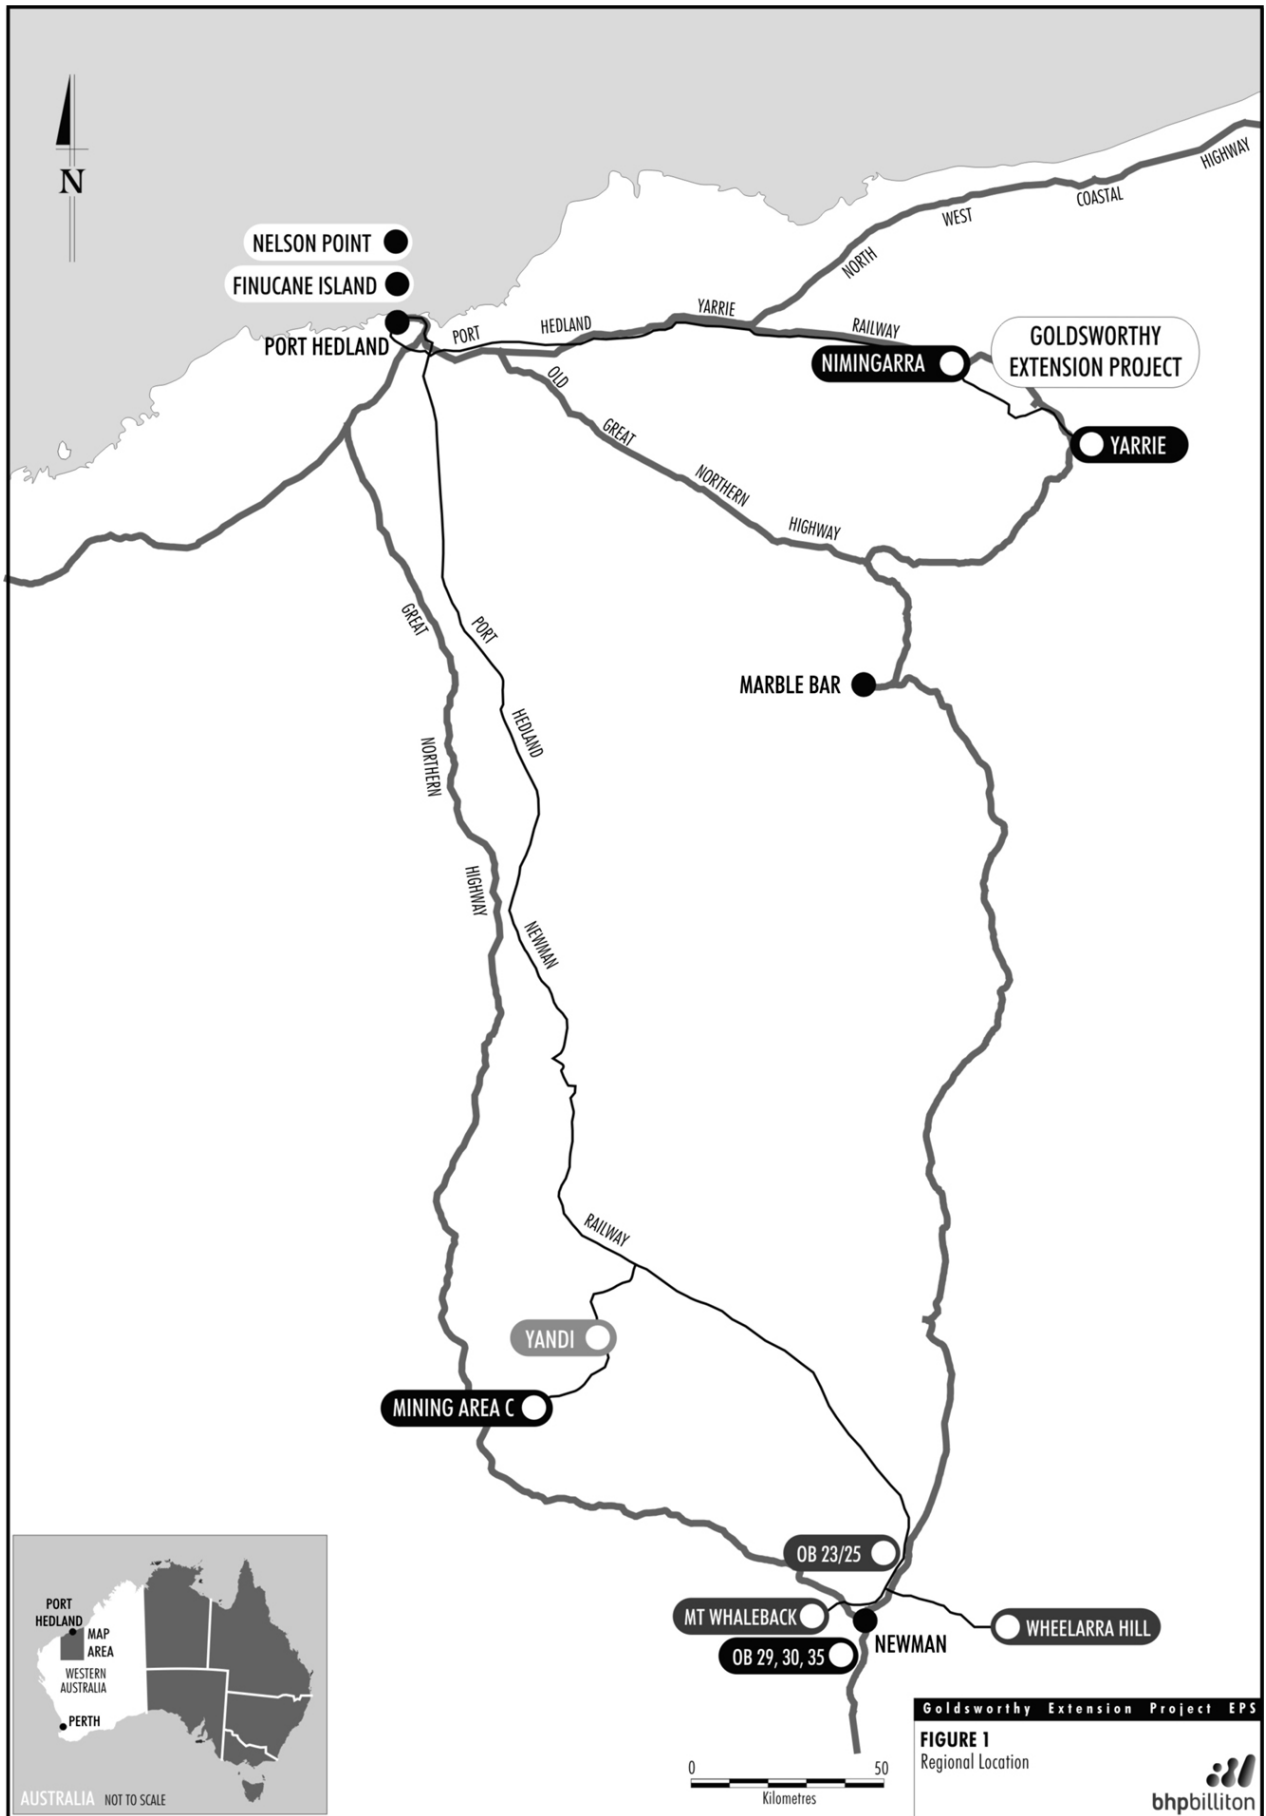 N
NELSON POINT
FINUCANE ISLAND
PORT HEDLAND
PORT HEDLAND YARRIE RAILWAY
NORTH WEST COASTAL HIGHWAY
GOLDSWORTHY
EXTENSION PROJECT
NIMINGARRA
YARRIE
OLD GREAT NORTHERN HIGHWAY
MARBLE BAR
GREAT NORTHERN HIGHWAY
PORT HEDLAND NEWMAN RAILWAY
YANDI
MINING AREA C
OB 23/25
MT WHALEBACK
OB 29, 30, 35
NEWMAN
WHEELARRA HILL
PORT
HEDLAND
MAP
AREA
WESTERN
AUSTRALIA
PERTH
AUSTRALIA NOT TO SCALE
0 50
Kilometres
Goldsworthy Extension Project EPS
FIGURE 1
Regional Location
bhpbilliton